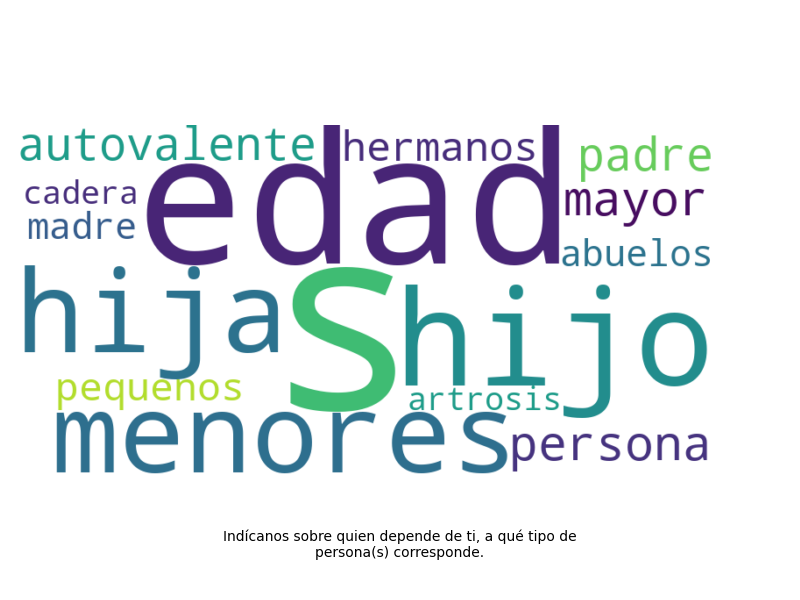 autovalente edad hermanos padre
cadera mayor
madre abuelos
hija s hijo
pequenos artrosis
menores persona
Indícanos sobre quien depende de ti, a qué tipo de
persona(s) corresponde.